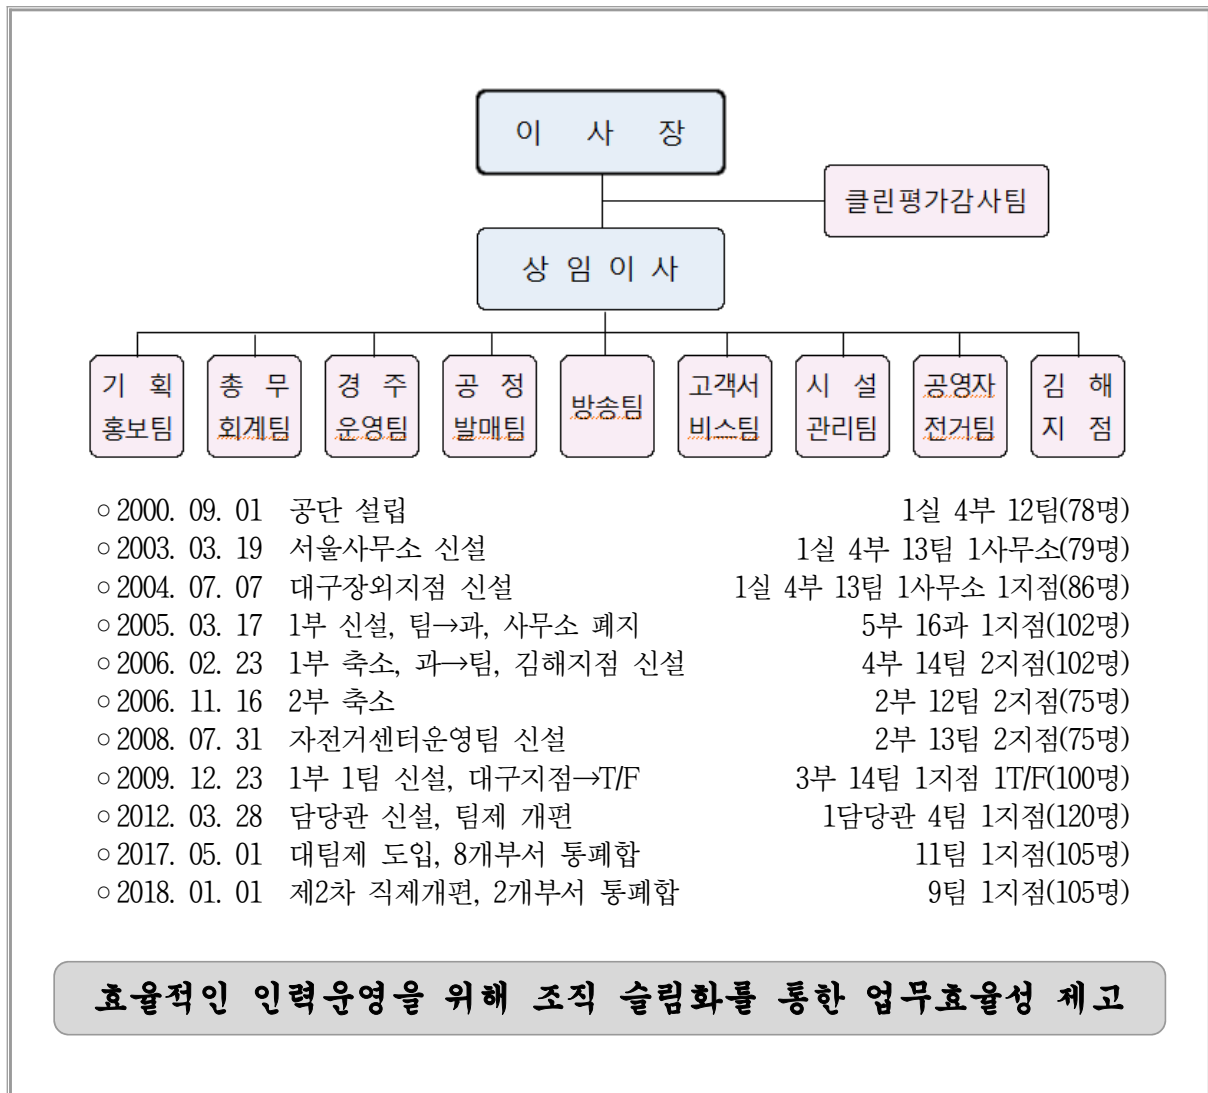 이 사 장
클린평가감사팀
상 임 이 사
기 획 홍보팀
총 무 회계팀
경 주 운영팀
공 정 발매팀
방송팀
고객서비스팀
시 설 관리팀
공영자전거팀
김 해 지 점
○ 2000. 09. 01 공단 설립 1실 4부 12팀(78명)
○ 2003. 03. 19 서울사무소 신설 1실 4부 13팀 1사무소(79명)
○ 2004. 07. 07 대구장외지점 신설 1실 4부 13팀 1사무소 1지점(86명)
○ 2005. 03. 17 1부 신설, 팀→과, 사무소 폐지 5부 16과 1지점(102명)
○ 2006. 02. 23 1부 축소, 과→팀, 김해지점 신설 4부 14팀 2지점(102명)
○ 2006. 11. 16 2부 축소 2부 12팀 2지점(75명)
○ 2008. 07. 31 자전거센터운영팀 신설 2부 13팀 2지점(75명)
○ 2009. 12. 23 1부 1팀 신설, 대구지점→T/F 3부 14팀 1지점 1T/F(100명)
○ 2012. 03. 28 담당관 신설, 팀제 개편 1담당관 4팀 1지점(120명)
○ 2017. 05. 01 대팀제 도입, 8개부서 통폐합 11팀 1지점(105명)
○ 2018. 01. 01 제2차 직제개편, 2개부서 통폐합 9팀 1지점(105명)
효율적인 인력운영을 위해 조직 슬림화를 통한 업무효율성 제고